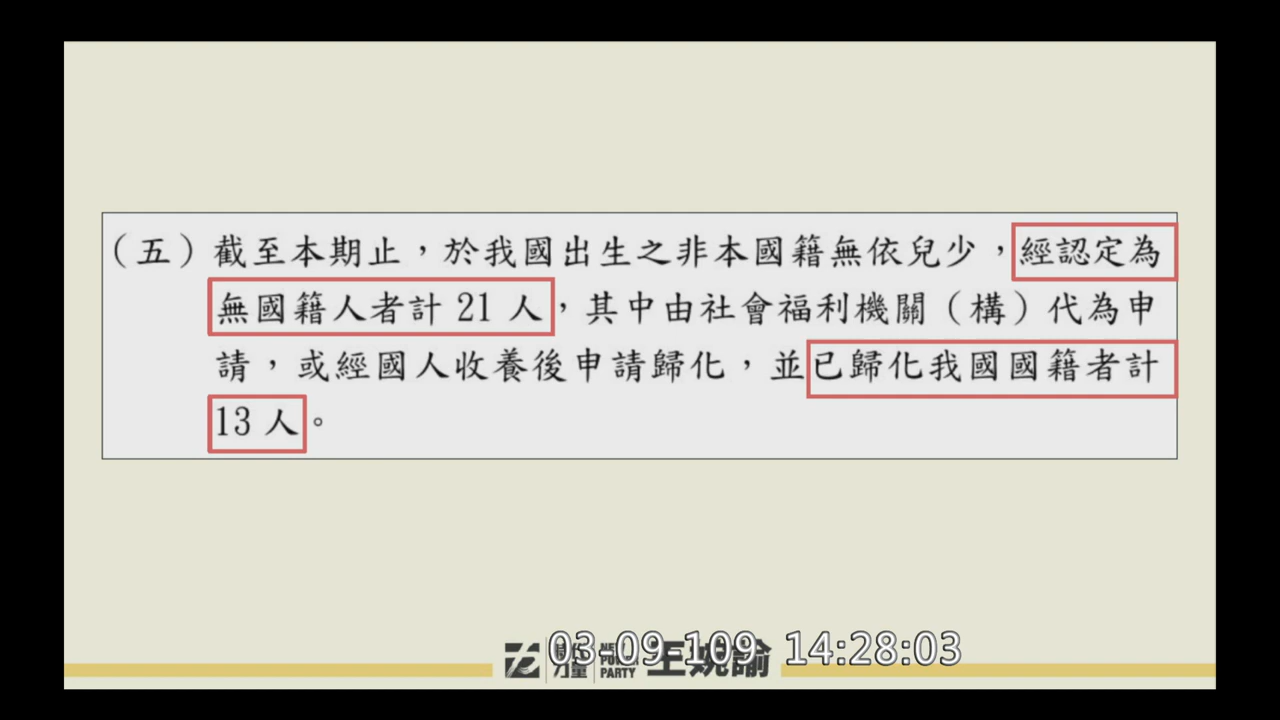 （五）截至本期止，於我國出生之非本國籍無依兒少，經認定為
無國籍人者計 21 人，其中由社會福利機關（構）代為申
請，或經國人收養後申請歸化，並已歸化我國國籍者計
13 人。
03-09-109 14:28:03
POWER
PARTY
王婉諭